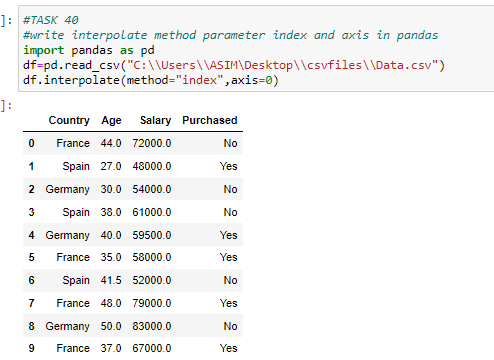 ]: #TASK 40
#write interpolate method parameter index and axis in pandas
import pandas as pd
df=pd.read_csv("C:\\Users\\ASIM\Desktop\\csvfiles\\Data.csv")
df.interpolate(method="index",axis=0)
]:
Country Age Salary Purchased
0 France 44.0 72000.0 No
1 Spain 27.0 48000.0 Yes
2 Germany 30.0 54000.0 No
3 Spain 38.0 61000.0 No
4 Germany 40.0 59500.0 Yes
5 France 35.0 58000.0 Yes
6 Spain 41.5 52000.0 No
7 France 48.0 79000.0 Yes
8 Germany 50.0 83000.0 No
9 France 37.0 67000.0 Yes